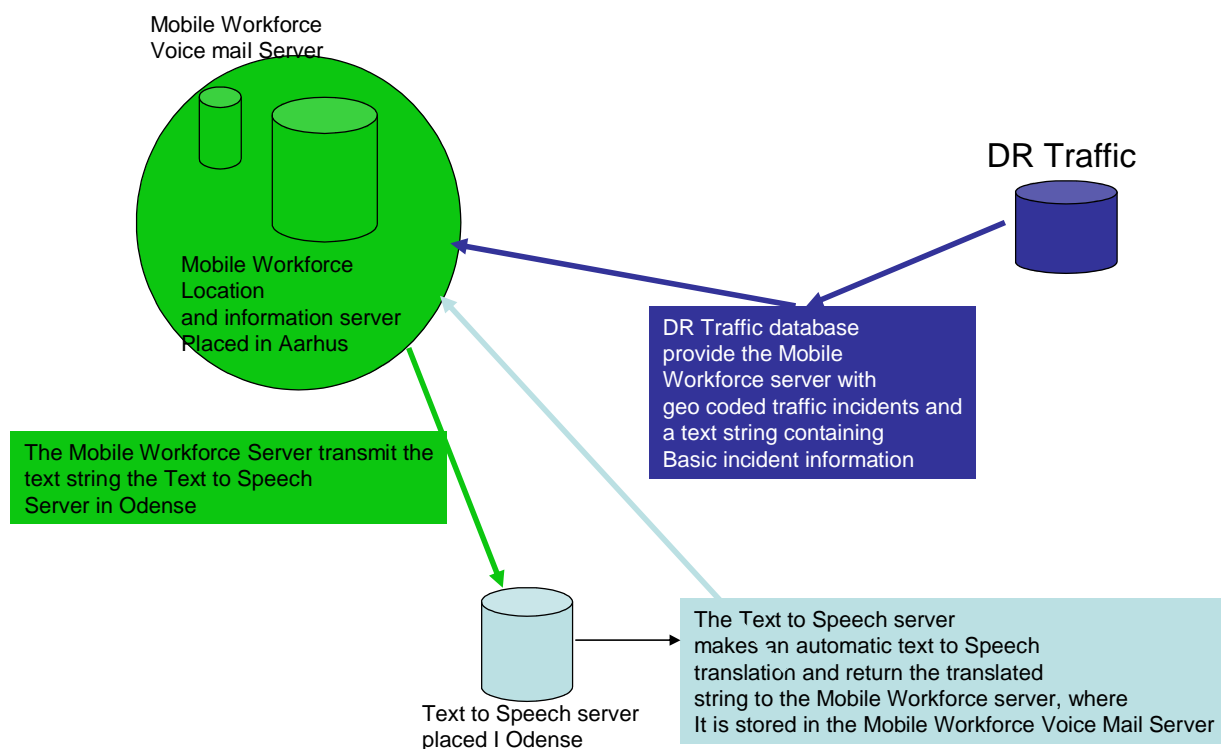 Mobile Workforce
Voice mail Server
DR Traffic
Mobile Workforce
Location
and information server
Placed in Aarhus
DR Traffic database
provide the Mobile
Workforce server with
geo coded traffic incidents and
a text string containing
Basic incident information
The Mobile Workforce Server transmit the
text string the Text to Speech
Server in Odense
The Text to Speech server
makes an automatic text to Speech
translation and return the translated
string to the Mobile Workforce server, where
It is stored in the Mobile Workforce Voice Mail Server
Text to Speech server
placed I Odense